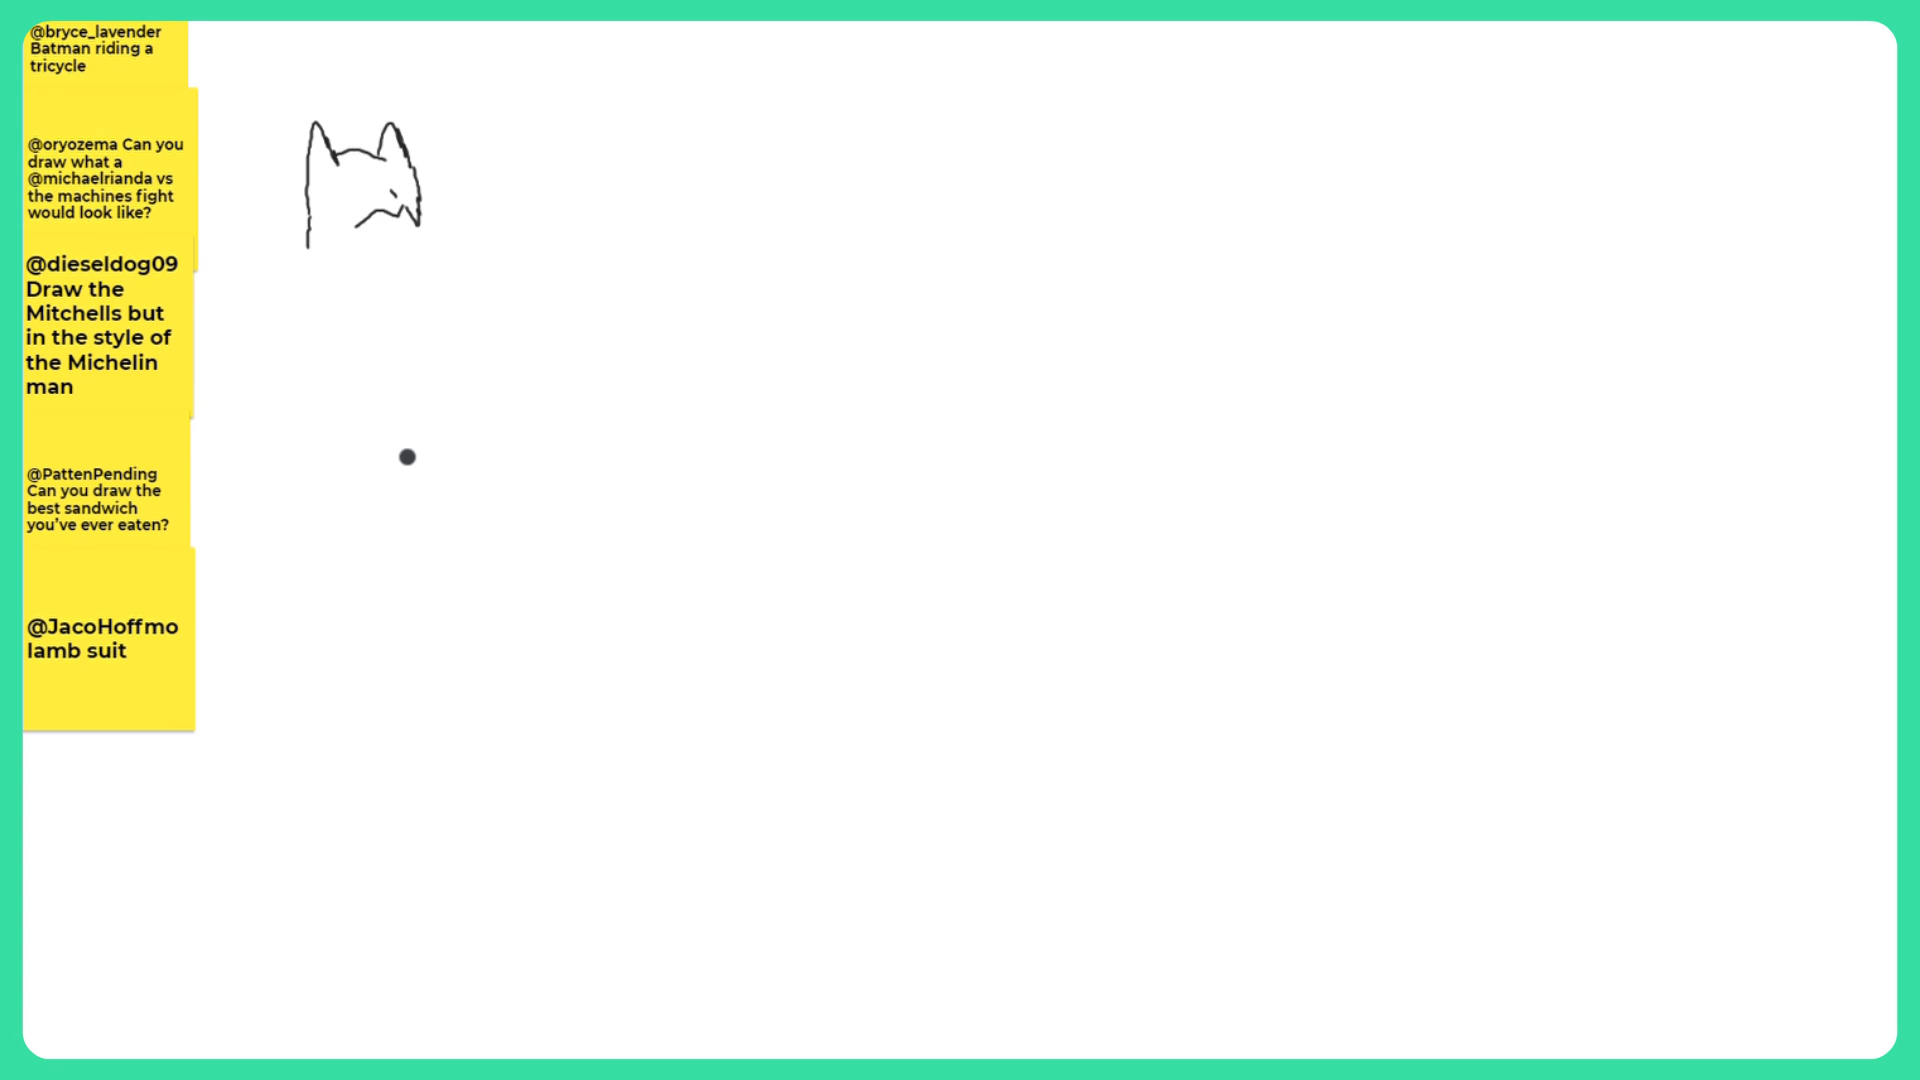 @bryce_lavender
Batman riding a
tricycle
@oryozema Can you
draw what a
@michaelrianda vs
the machines fight
would look like?
@dieseldog09
Draw the
Mitchells but
in the style of
the Michelin
man
@PattenPending
Can you draw the
best sandwich
you’ve ever eaten?
@JacoHoffmo
lamb suit